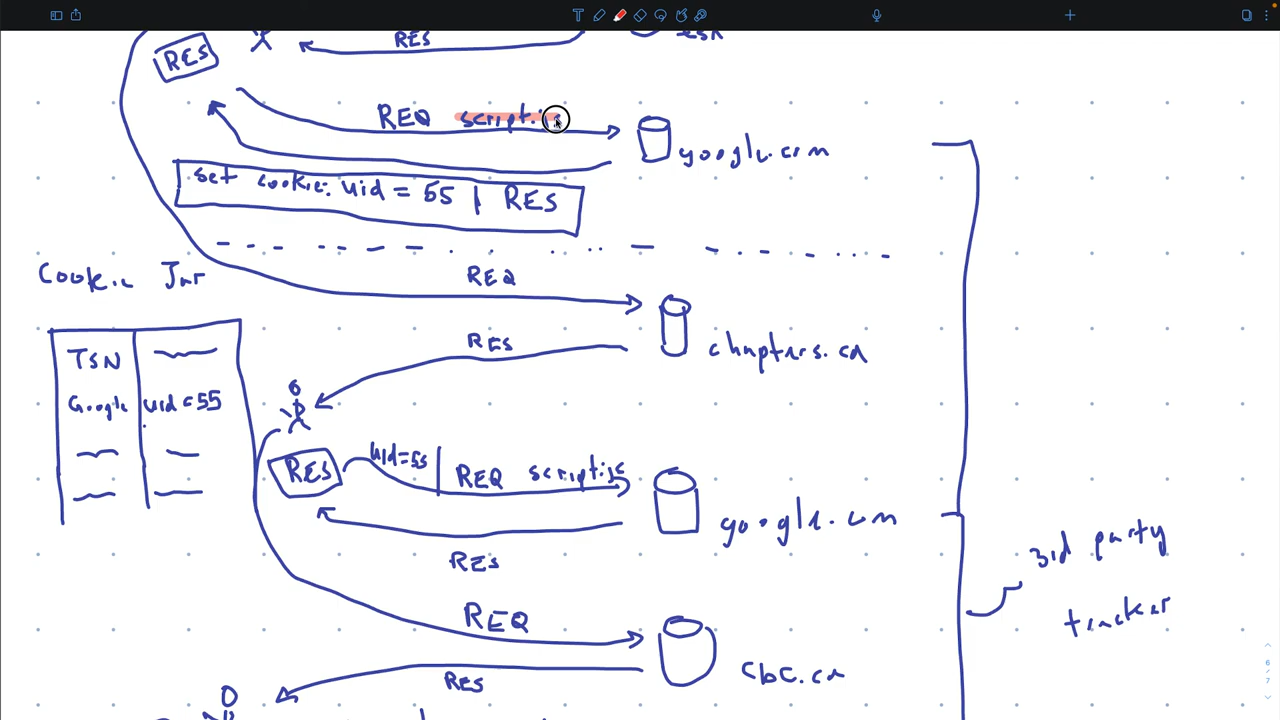 RES
RES
REQ script.js
google.com
set cookie: uid = 55 | RES
Cookie Jar
REQ
TSN
RES
chapters.ca
Google uid = 55
uid=55
RES
REQ script.js
google.com
RES
3rd party
tracker
REQ
cbc.ca
RES
6
/
7